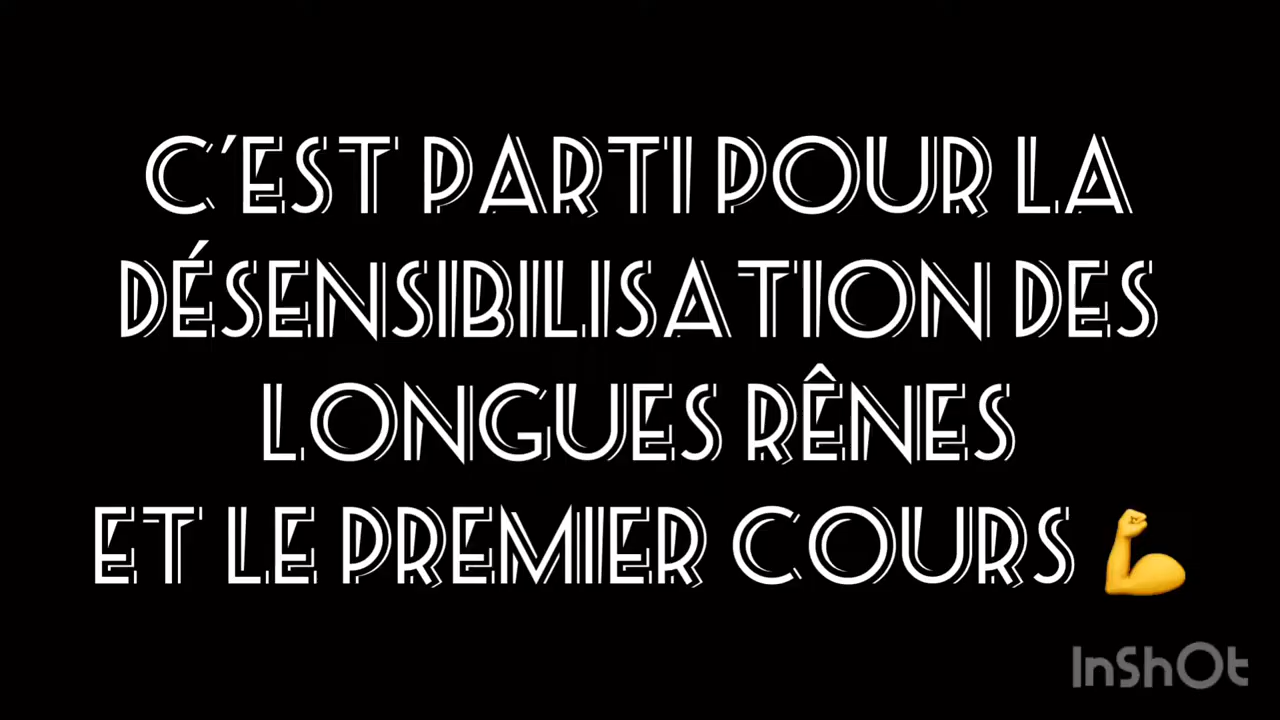 C'EST PARTI POUR LA
DÉSENSIBILISATION DES
LONGUES RÊNES
ET LE PREMIER COURS 💪
InShOt